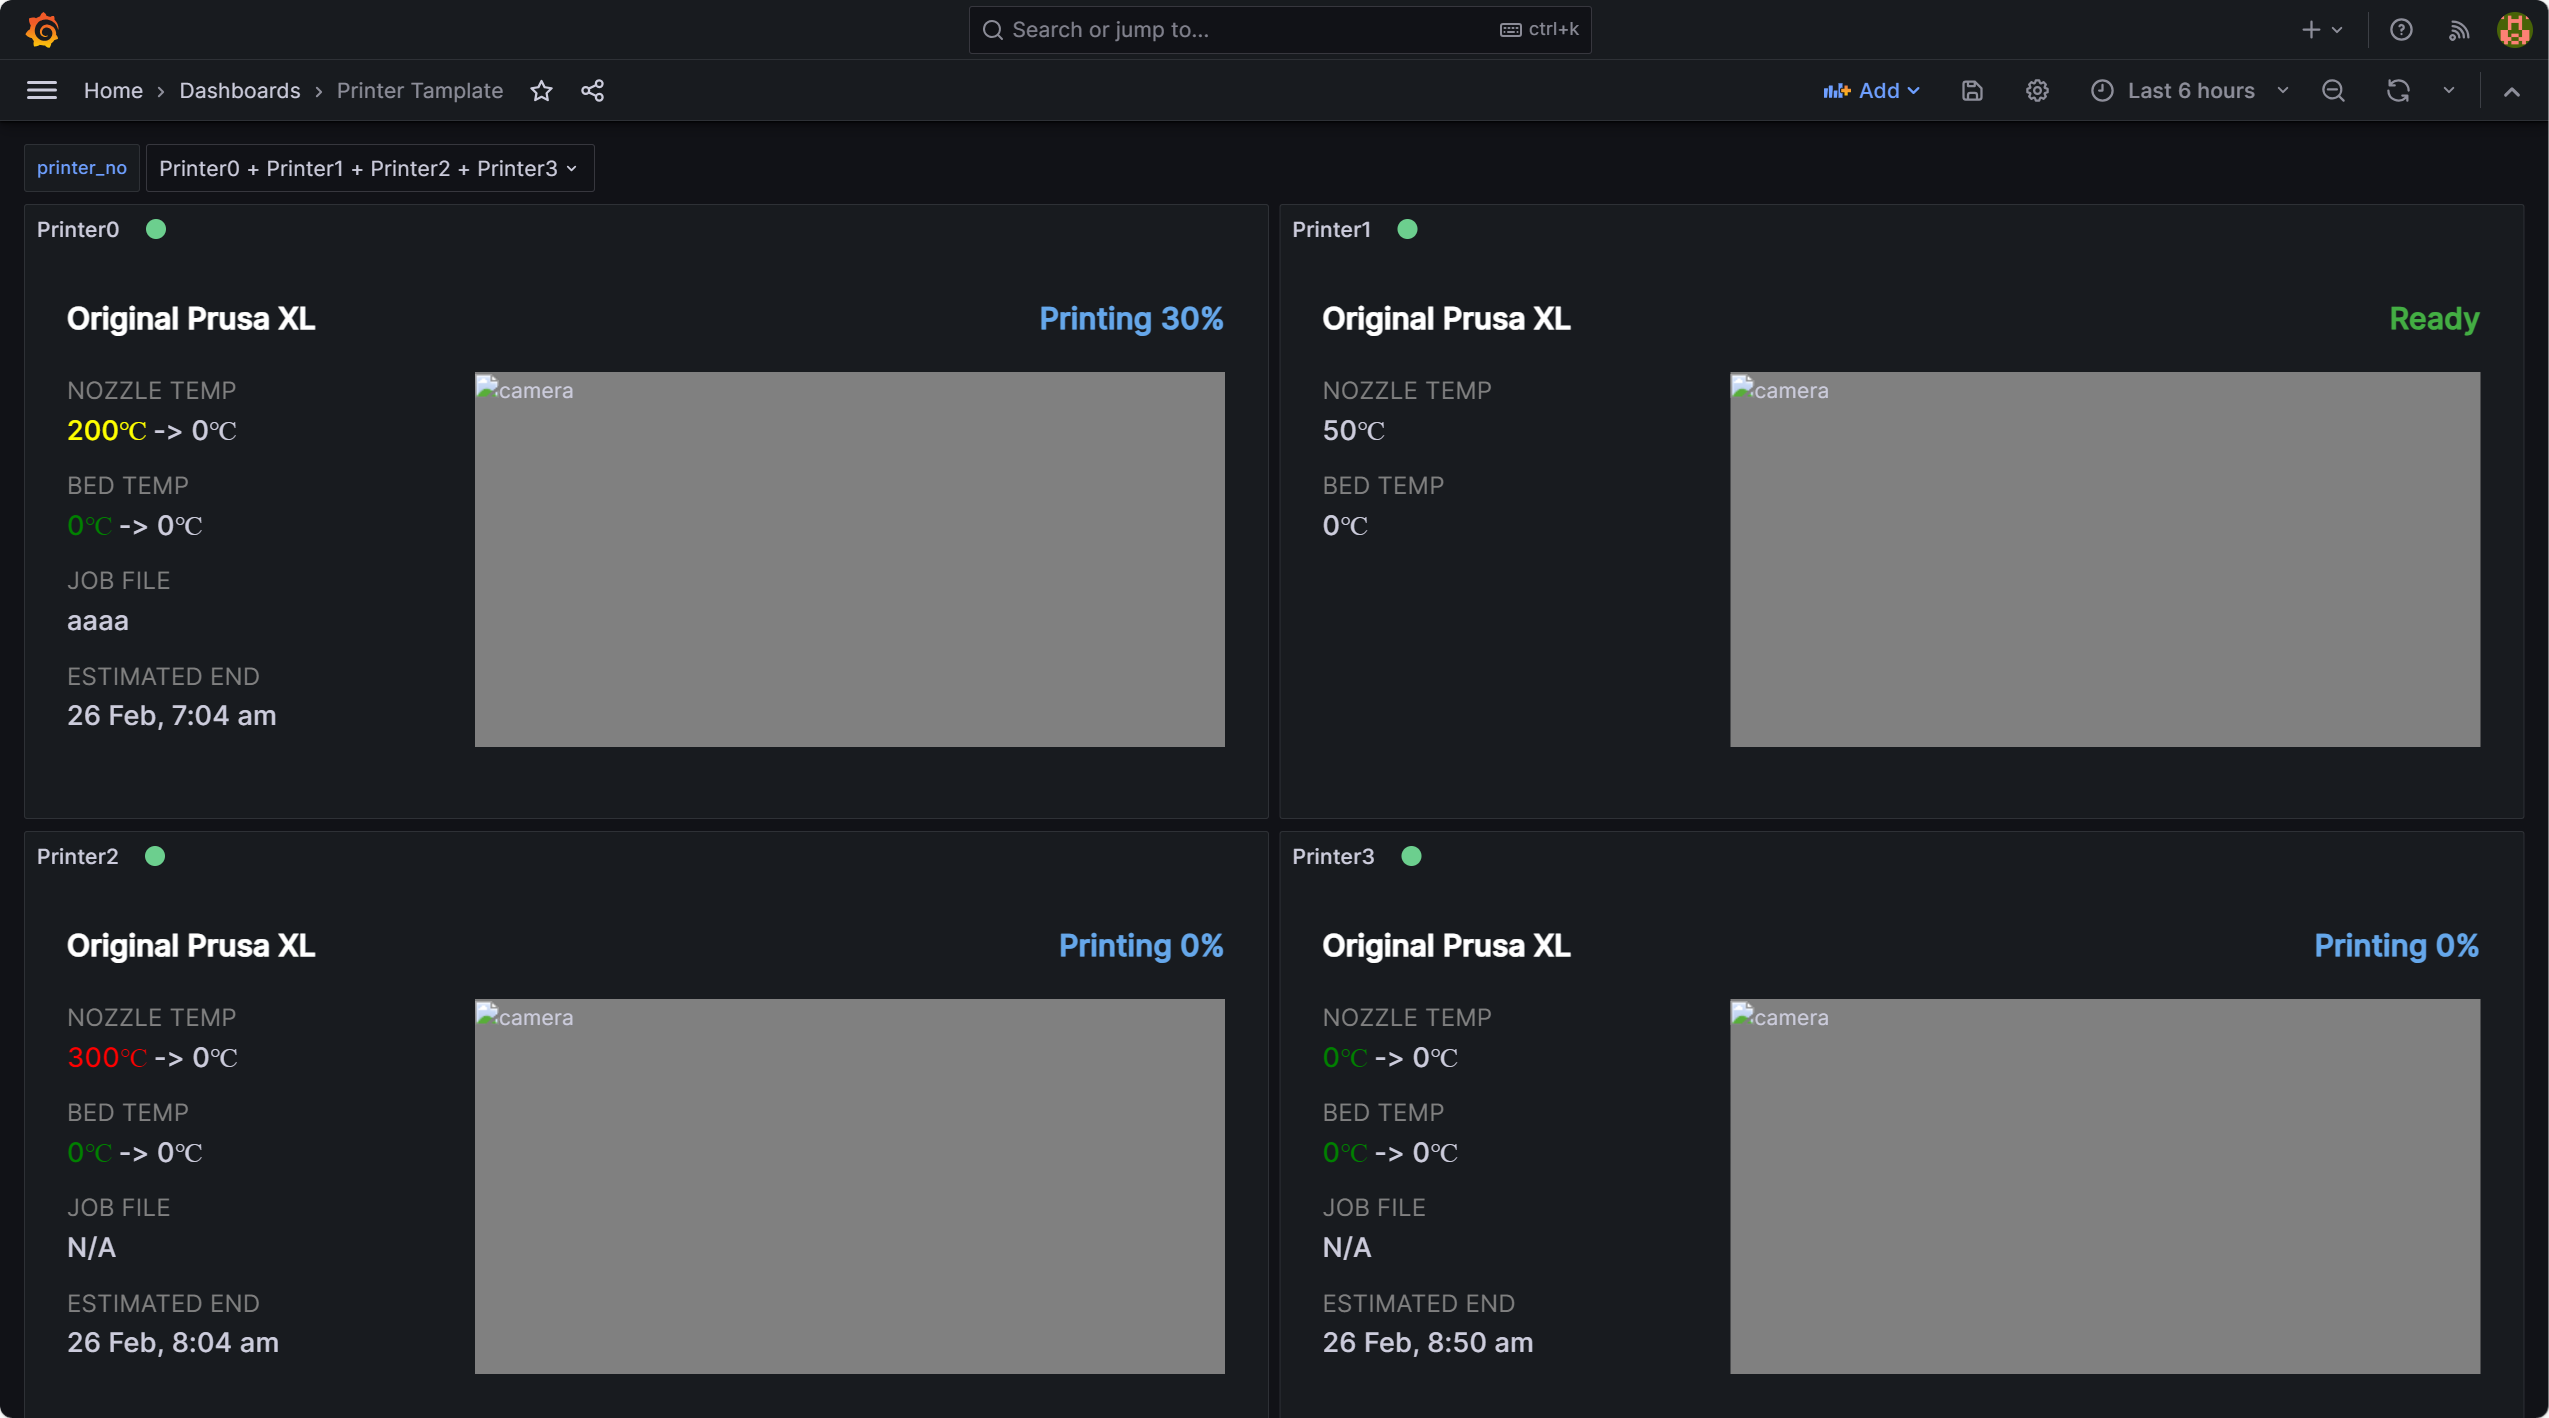 Search or jump to...
ctrl+k
Home › Dashboards › Printer Tamplate
Add
Last 6 hours
printer_no
Printer0 + Printer1 + Printer2 + Printer3
Printer0
Original Prusa XL
Printing 30%
NOZZLE TEMP
200℃ -> 0℃
BED TEMP
0℃ -> 0℃
JOB FILE
aaaa
ESTIMATED END
26 Feb, 7:04 am
camera
Printer1
Original Prusa XL
Ready
NOZZLE TEMP
50℃
BED TEMP
0℃
camera
Printer2
Original Prusa XL
Printing 0%
NOZZLE TEMP
300℃ -> 0℃
BED TEMP
0℃ -> 0℃
JOB FILE
N/A
ESTIMATED END
26 Feb, 8:04 am
camera
Printer3
Original Prusa XL
Printing 0%
NOZZLE TEMP
0℃ -> 0℃
BED TEMP
0℃ -> 0℃
JOB FILE
N/A
ESTIMATED END
26 Feb, 8:50 am
camera